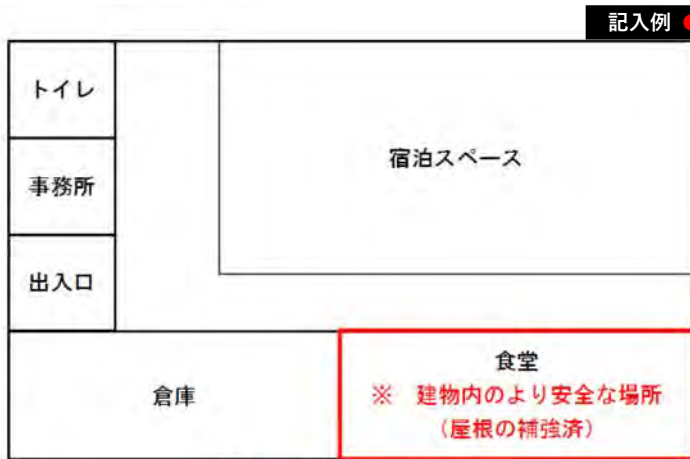 記入例
トイレ
宿泊スペース
事務所
出入口
倉庫
食堂
※ 建物内のより安全な場所
(屋根の補強済)